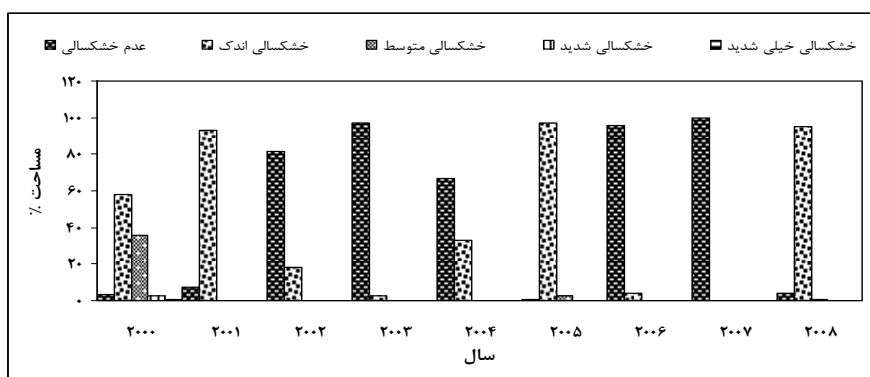 عدم خشکسالی خشکسالی اندک خشکسالی متوسط خشکسالی شدید خشکسالی خیلی شدید
۱۲۰
۱۰۰
۸۰
۶۰
۴۰
۲۰
۰
مساحت %
۲۰۰۰ ۲۰۰۱ ۲۰۰۲ ۲۰۰۳ ۲۰۰۴ ۲۰۰۵ ۲۰۰۶ ۲۰۰۷ ۲۰۰۸
سال